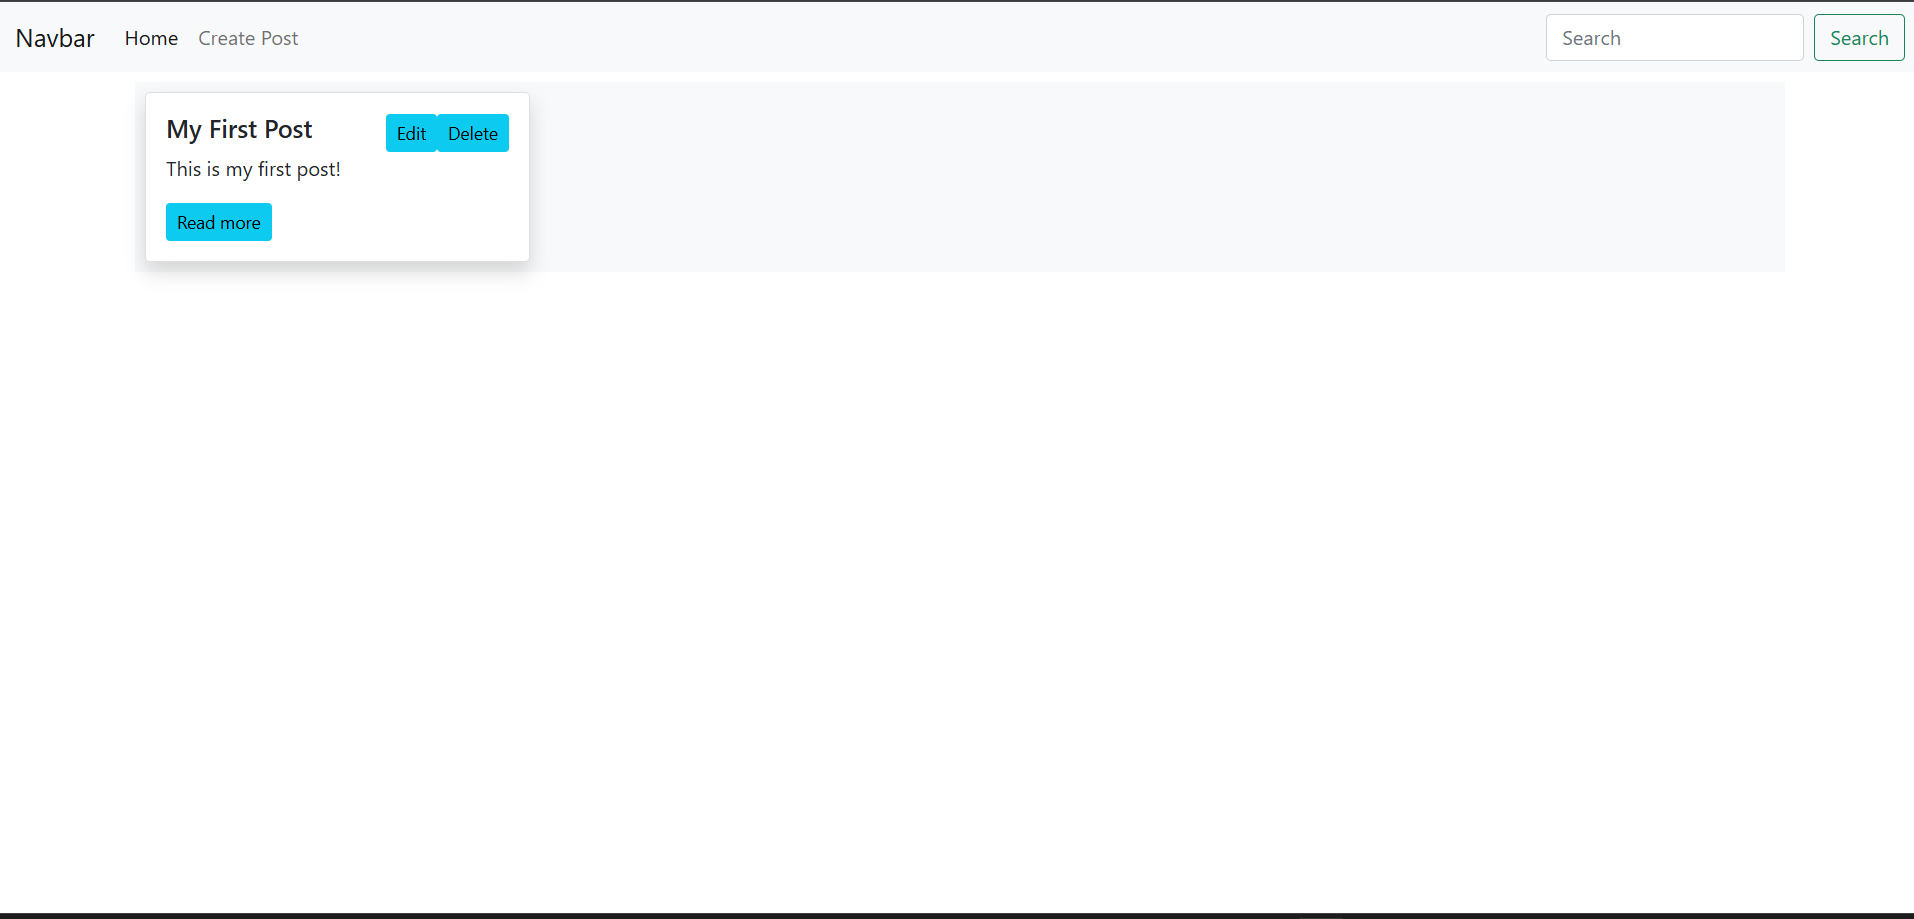 Navbar Home Create Post Search Search
My First Post Edit Delete
This is my first post!
Read more